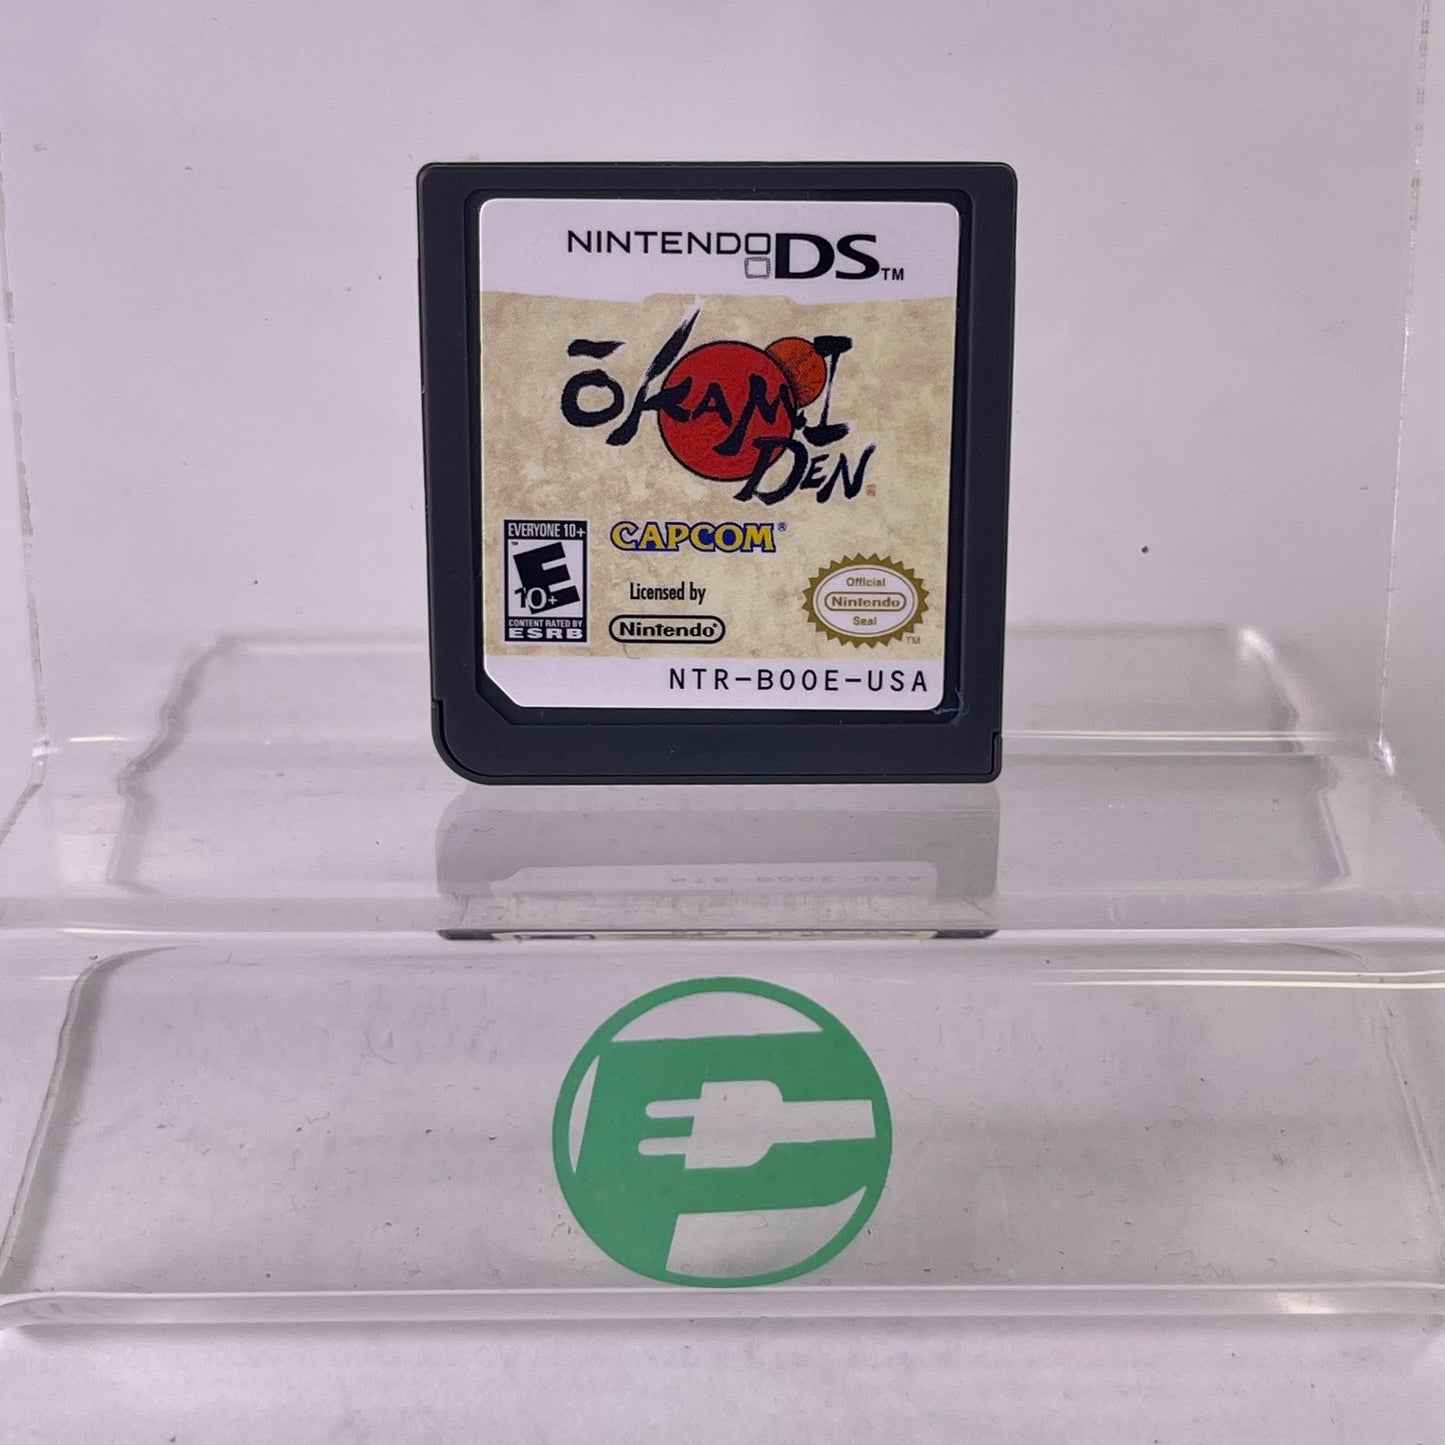 NINTENDO DS™
ŌKAMI
DEN
CAPCOM®
EVERYONE 10+
E
10+
CONTENT RATED BY
ESRB
Licensed by
Nintendo®
Official
Nintendo
Seal
™
NTR-BOOE-USA